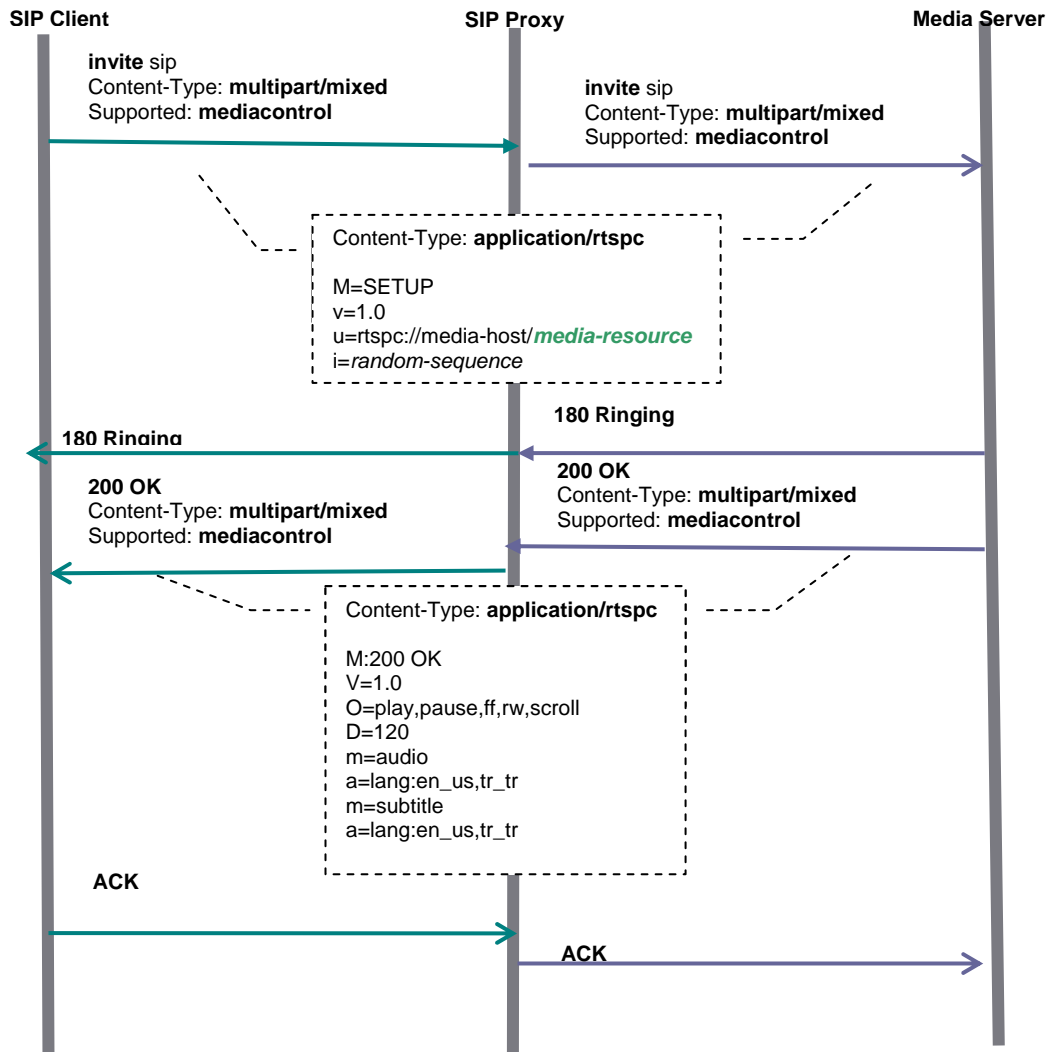 SIP Client
SIP Proxy
Media Server
invite sip
Content-Type: multipart/mixed
Supported: mediacontrol
invite sip
Content-Type: multipart/mixed
Supported: mediacontrol
Content-Type: application/rtspc
M=SETUP
v=1.0
u=rtspc://media-host/media-resource
i=random-sequence
180 Ringing
180 Ringing
200 OK
Content-Type: multipart/mixed
Supported: mediacontrol
200 OK
Content-Type: multipart/mixed
Supported: mediacontrol
Content-Type: application/rtspc
M:200 OK
V=1.0
O=play,pause,ff,rw,scroll
D=120
m=audio
a=lang:en_us,tr_tr
m=subtitle
a=lang:en_us,tr_tr
ACK
ACK